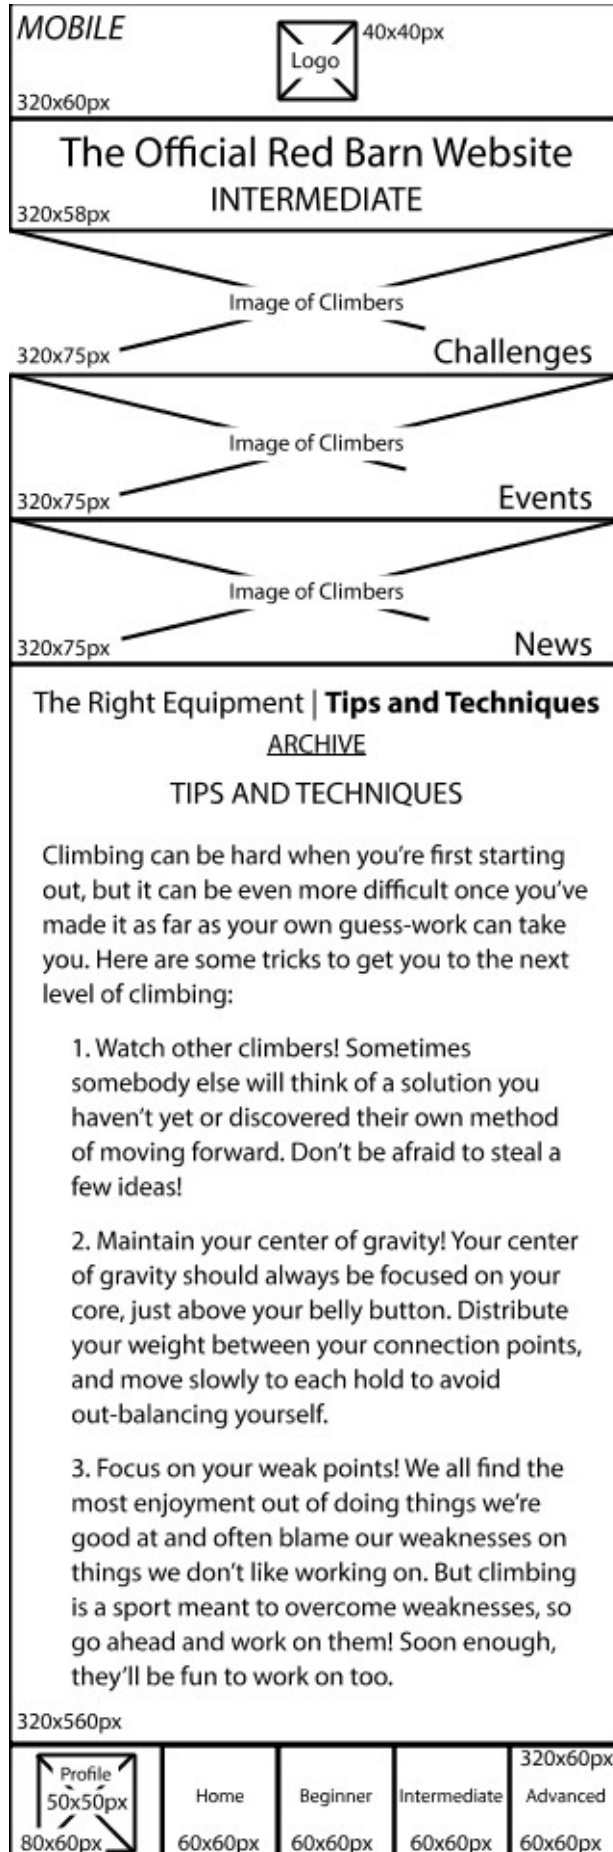 MOBILE
40x40px
Logo
320x60px
The Official Red Barn Website
INTERMEDIATE
320x58px
Image of Climbers
320x75px
Challenges
Image of Climbers
320x75px
Events
Image of Climbers
320x75px
News
The Right Equipment | Tips and Techniques
ARCHIVE
TIPS AND TECHNIQUES
Climbing can be hard when you're first starting
out, but it can be even more difficult once you've
made it as far as your own guess-work can take
you. Here are some tricks to get you to the next
level of climbing:
1. Watch other climbers! Sometimes
somebody else will think of a solution you
haven't yet or discovered their own method
of moving forward. Don't be afraid to steal a
few ideas!
2. Maintain your center of gravity! Your center
of gravity should always be focused on your
core, just above your belly button. Distribute
your weight between your connection points,
and move slowly to each hold to avoid
out-balancing yourself.
3. Focus on your weak points! We all find the
most enjoyment out of doing things we're
good at and often blame our weaknesses on
things we don't like working on. But climbing
is a sport meant to overcome weaknesses, so
go ahead and work on them! Soon enough,
they'll be fun to work on too.
320x560px
320x60px
Profile
50x50px
80x60px
Home
60x60px
Beginner
60x60px
Intermediate
60x60px
Advanced
60x60px